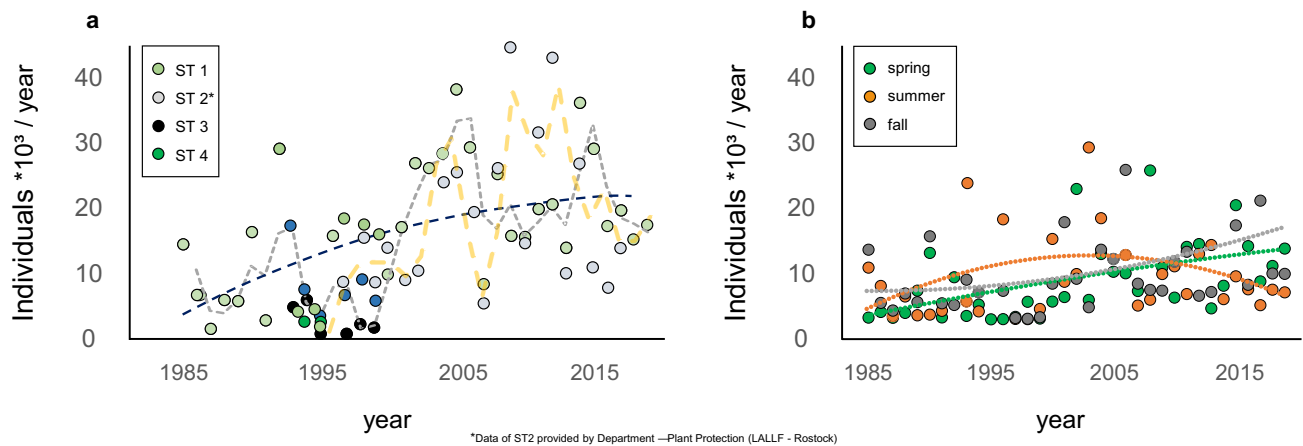 a
Individuals *10³ / year
40
30
20
10
0
ST 1
ST 2*
ST 3
ST 4
1985 1995 2005 2015
year
b
Individuals *10³ / year
40
30
20
10
0
spring
summer
fall
1985 1995 2005 2015
year
*Data of ST2 provided by Department —Plant Protection (LALLF - Rostock)